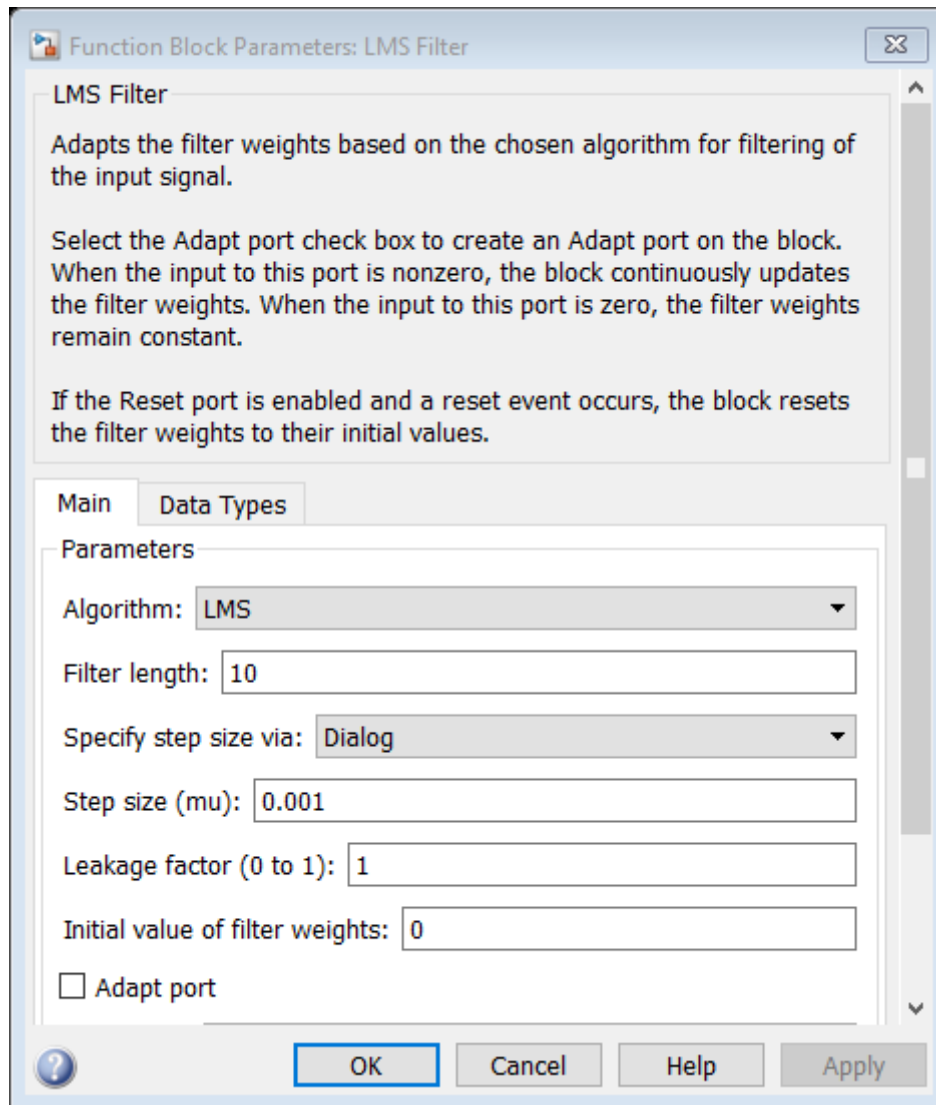 Function Block Parameters: LMS Filter
LMS Filter
Adapts the filter weights based on the chosen algorithm for filtering of
the input signal.
Select the Adapt port check box to create an Adapt port on the block.
When the input to this port is nonzero, the block continuously updates
the filter weights. When the input to this port is zero, the filter weights
remain constant.
If the Reset port is enabled and a reset event occurs, the block resets
the filter weights to their initial values.
Main Data Types
Parameters
Algorithm: LMS
Filter length: 10
Specify step size via: Dialog
Step size (mu): 0.001
Leakage factor (0 to 1): 1
Initial value of filter weights: 0
Adapt port
? OK Cancel Help Apply